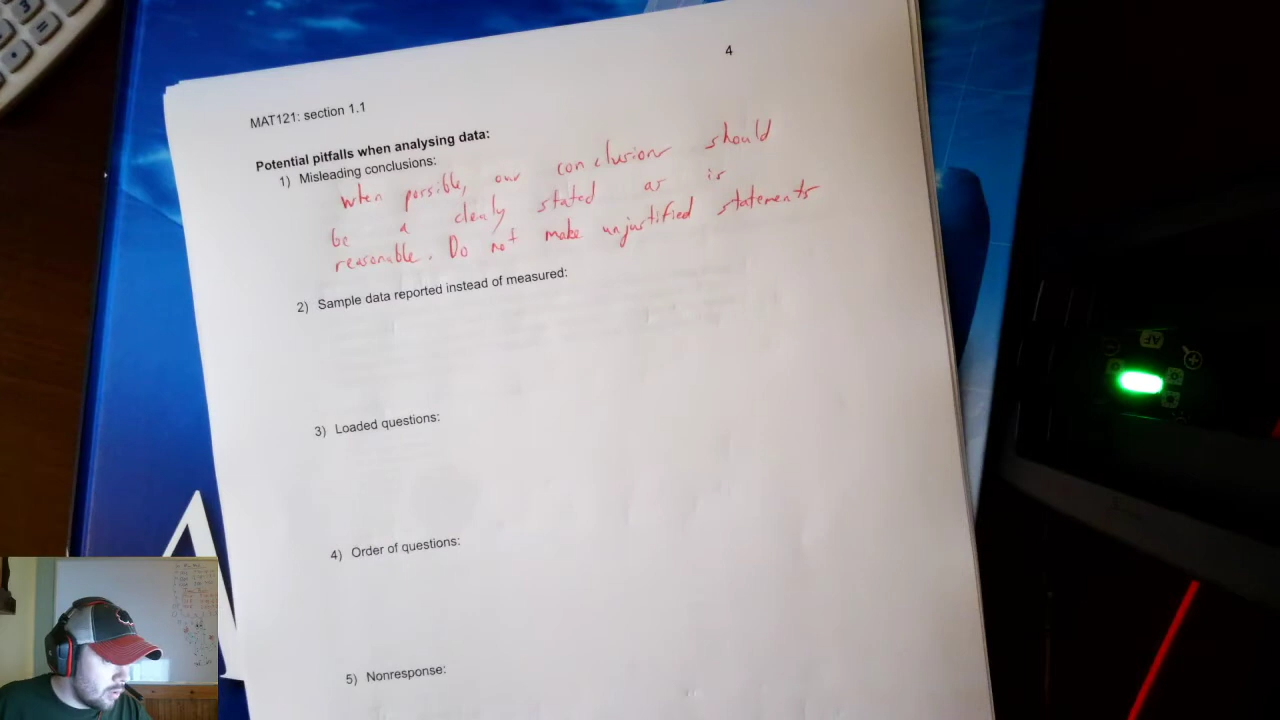 4
MAT121: section 1.1
Potential pitfalls when analysing data:
1) Misleading conclusions:
When possible, our conclusion should
be a clearly stated as is
reasonable. Do not make unjustified statements
2) Sample data reported instead of measured:
3) Loaded questions:
4) Order of questions:
5) Nonresponse:
A
AF